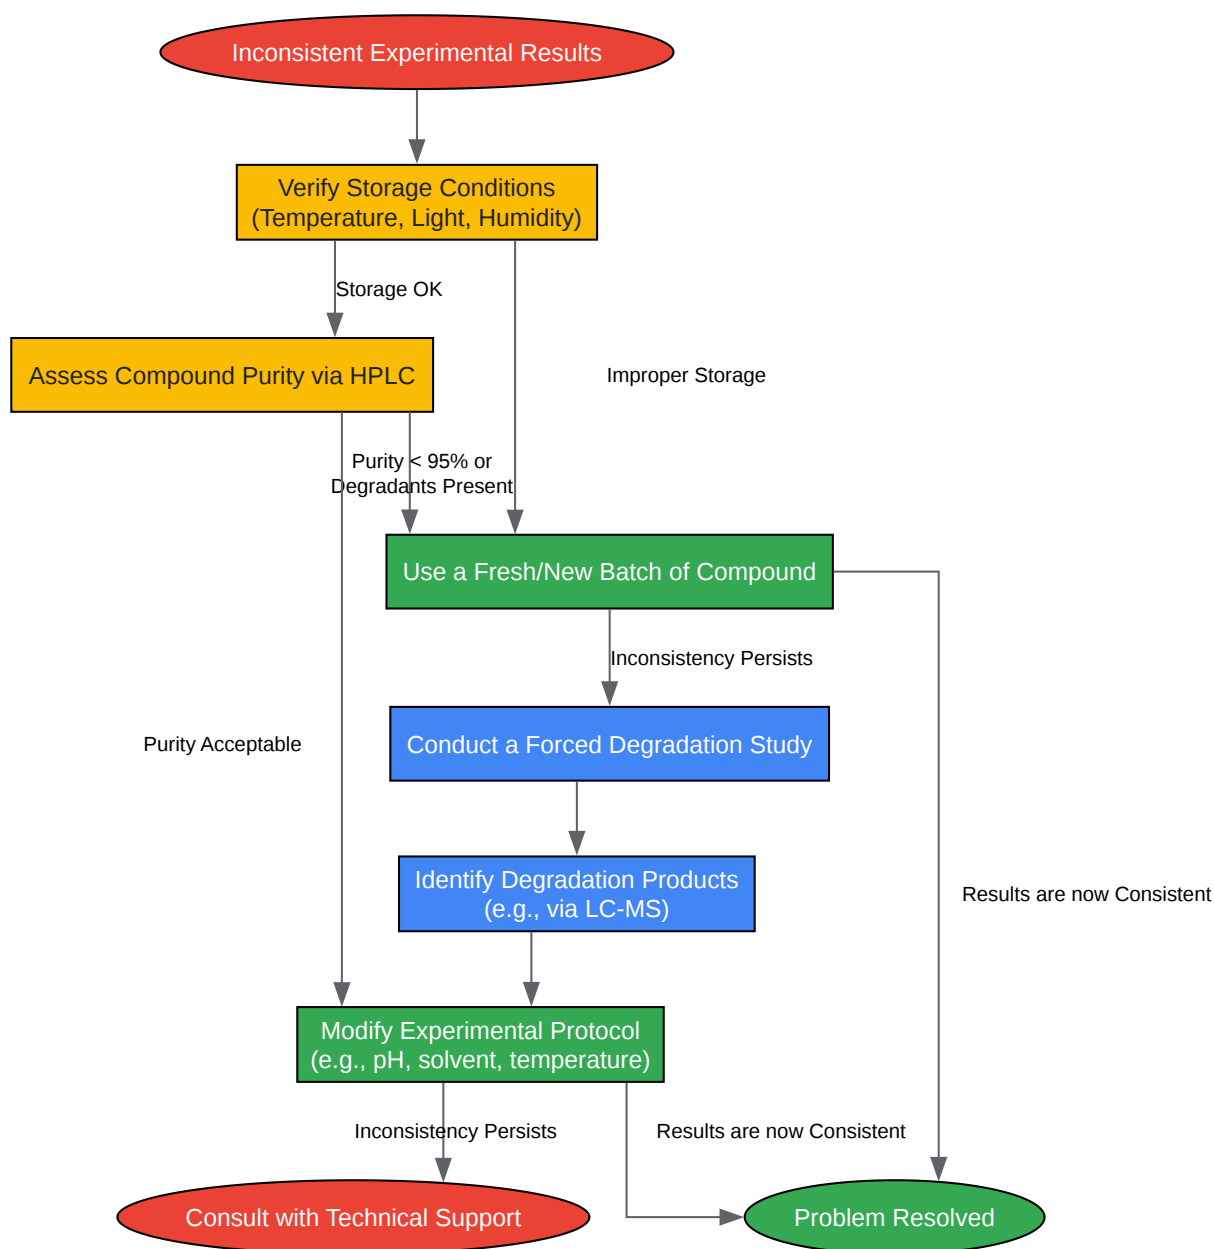 Inconsistent Experimental Results
Verify Storage Conditions
(Temperature, Light, Humidity)
Storage OK
Assess Compound Purity via HPLC
Improper Storage
Purity < 95% or
Degradants Present
Use a Fresh/New Batch of Compound
Inconsistency Persists
Conduct a Forced Degradation Study
Purity Acceptable
Identify Degradation Products
(e.g., via LC-MS)
Results are now Consistent
Modify Experimental Protocol
(e.g., pH, solvent, temperature)
Inconsistency Persists
Results are now Consistent
Consult with Technical Support
Problem Resolved